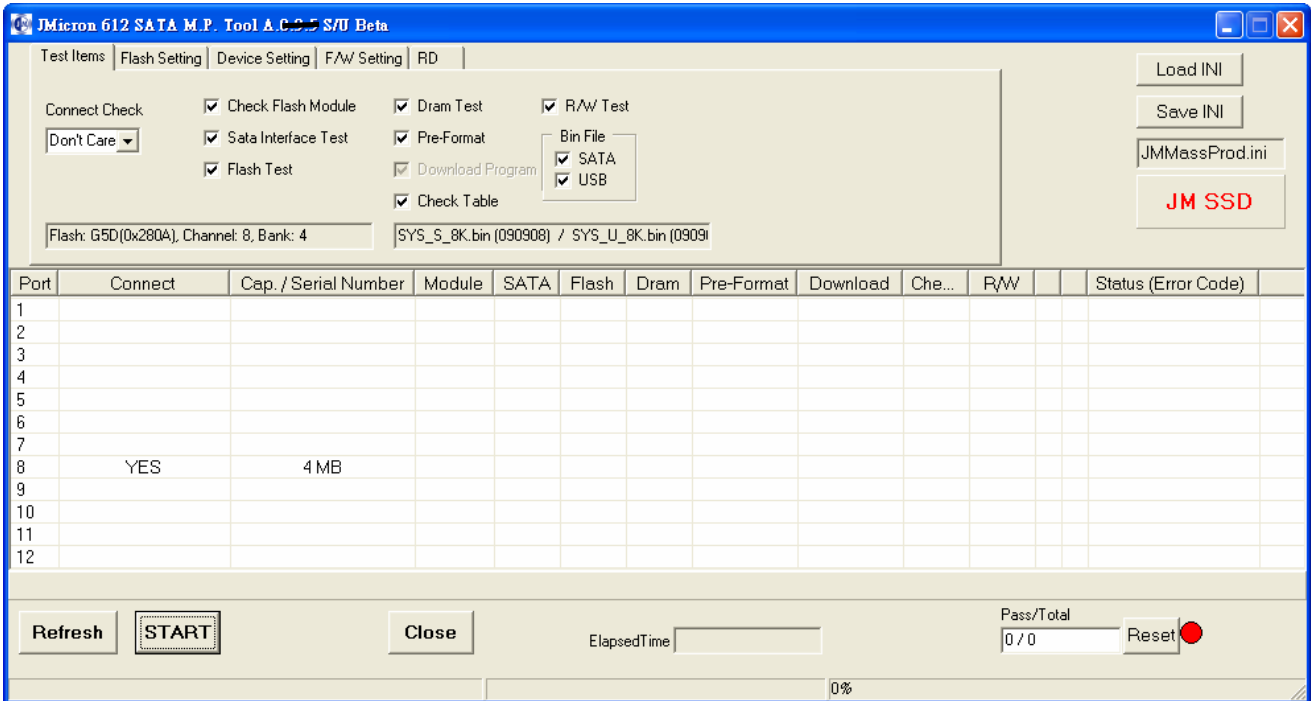 JMicron 612 SATA M.P. Tool S/U Beta
Test Items Flash Setting Device Setting F/W Setting RD
Load INI
Save INI
JMMassProd.ini
JM SSD
Connect Check
Don't Care
Check Flash Module
Sata Interface Test
Flash Test
Dram Test
Pre-Format
Download Program
Check Table
R/W Test
Bin File
SATA
USB
Flash: G5D(0x280A), Channel: 8, Bank: 4
SYS_S_8K.bin (090908) / SYS_U_8K.bin (0909
Port Connect Cap. / Serial Number Module SATA Flash Dram Pre-Format Download Che... R/W Status (Error Code)
1
2
3
4
5
6
7
8 YES 4 MB
9
10
11
12
Refresh START Close ElapsedTime
Pass/Total
0 / 0 Reset
0%